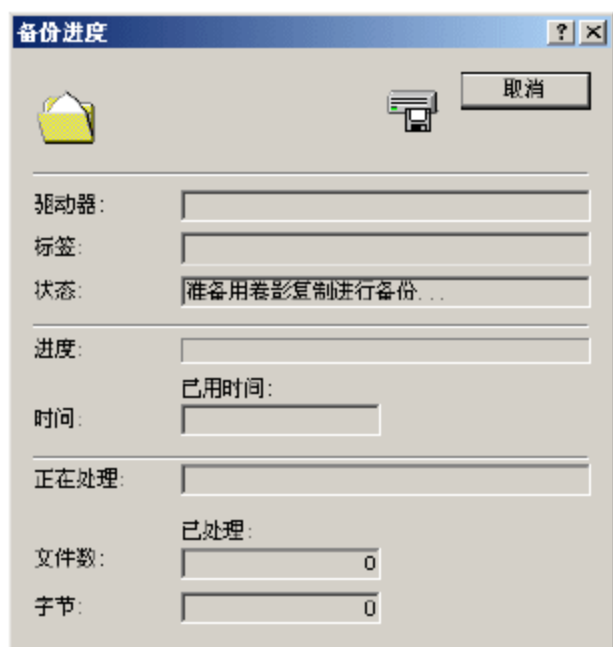 备份进度
取消
驱动器:
标签:
状态: 准备用卷影复制进行备份...
进度:
已用时间:
时间:
正在处理:
已处理:
文件数: 0
字节: 0